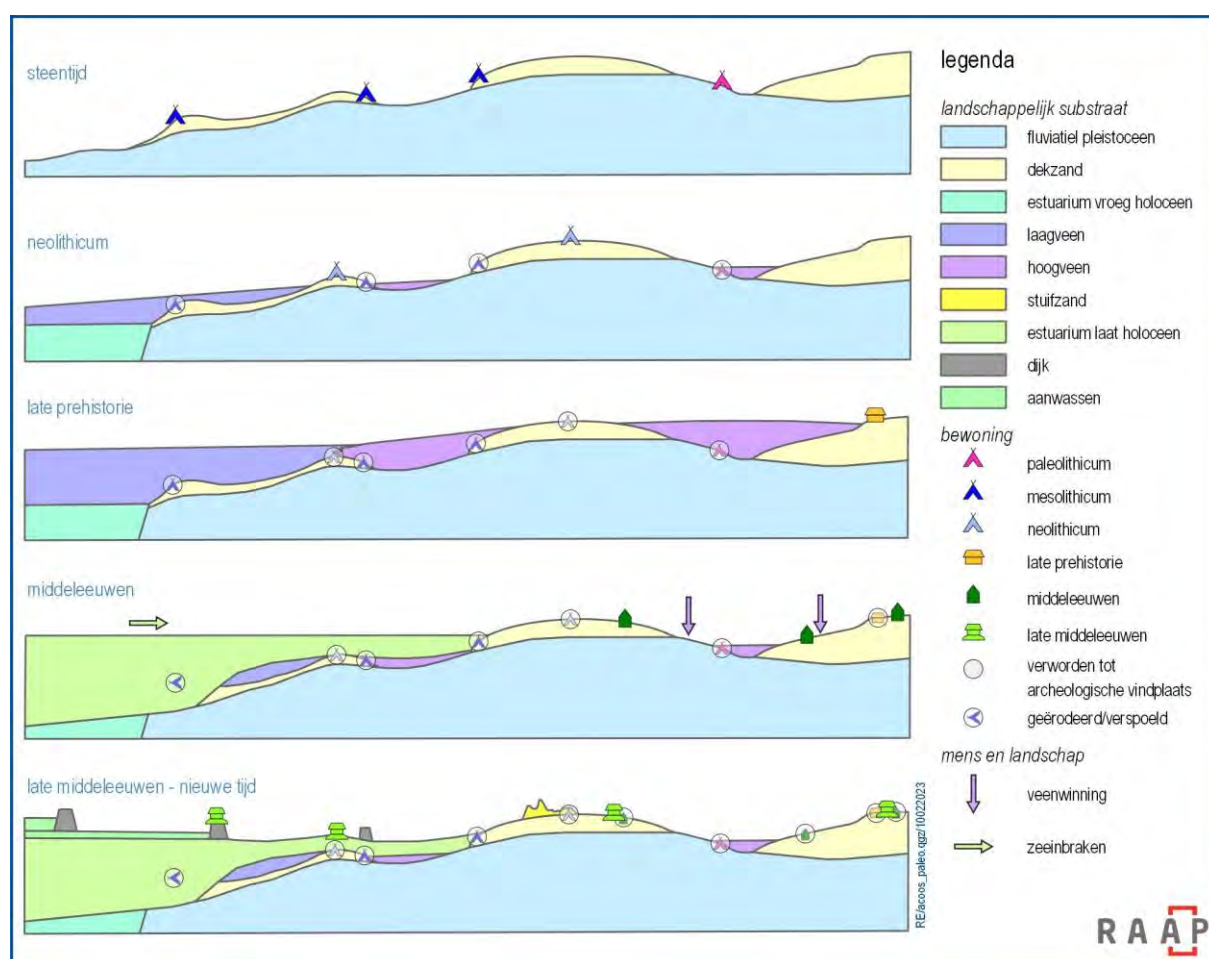 steentijd
neolithicum
late prehistorie
middeleeuwen
late middeleeuwen - nieuwe tijd
legenda
landschappelijk substraat
fluviatiel pleistoceen
dekzand
estuarium vroeg holoceen
laagveen
hoogveen
stuifzand
estuarium laat holoceen
dijk
aanwassen
bewoning
paleolithicum
mesolithicum
neolithicum
late prehistorie
middeleeuwen
late middeleeuwen
verworden tot
archeologische vindplaats
geërodeerd/verspoeld
mens en landschap
veenwinning
zeeinbraken
RE/acoos_paleo.qgz/10022023
RAAP